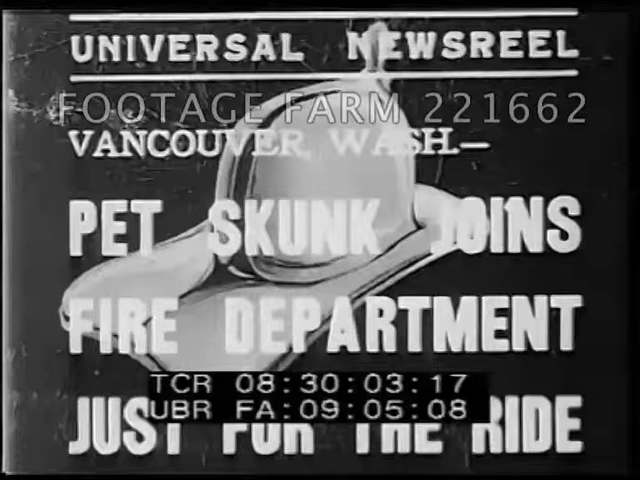 UNIVERSAL NEWSREEL
FOOTAGE FARM 221662
VANCOUVER, WASH.—
PET SKUNK JOINS
FIRE DEPARTMENT
TCR 08:30:03:17
UBR FA:09:05:08
JUST FOR THE RIDE